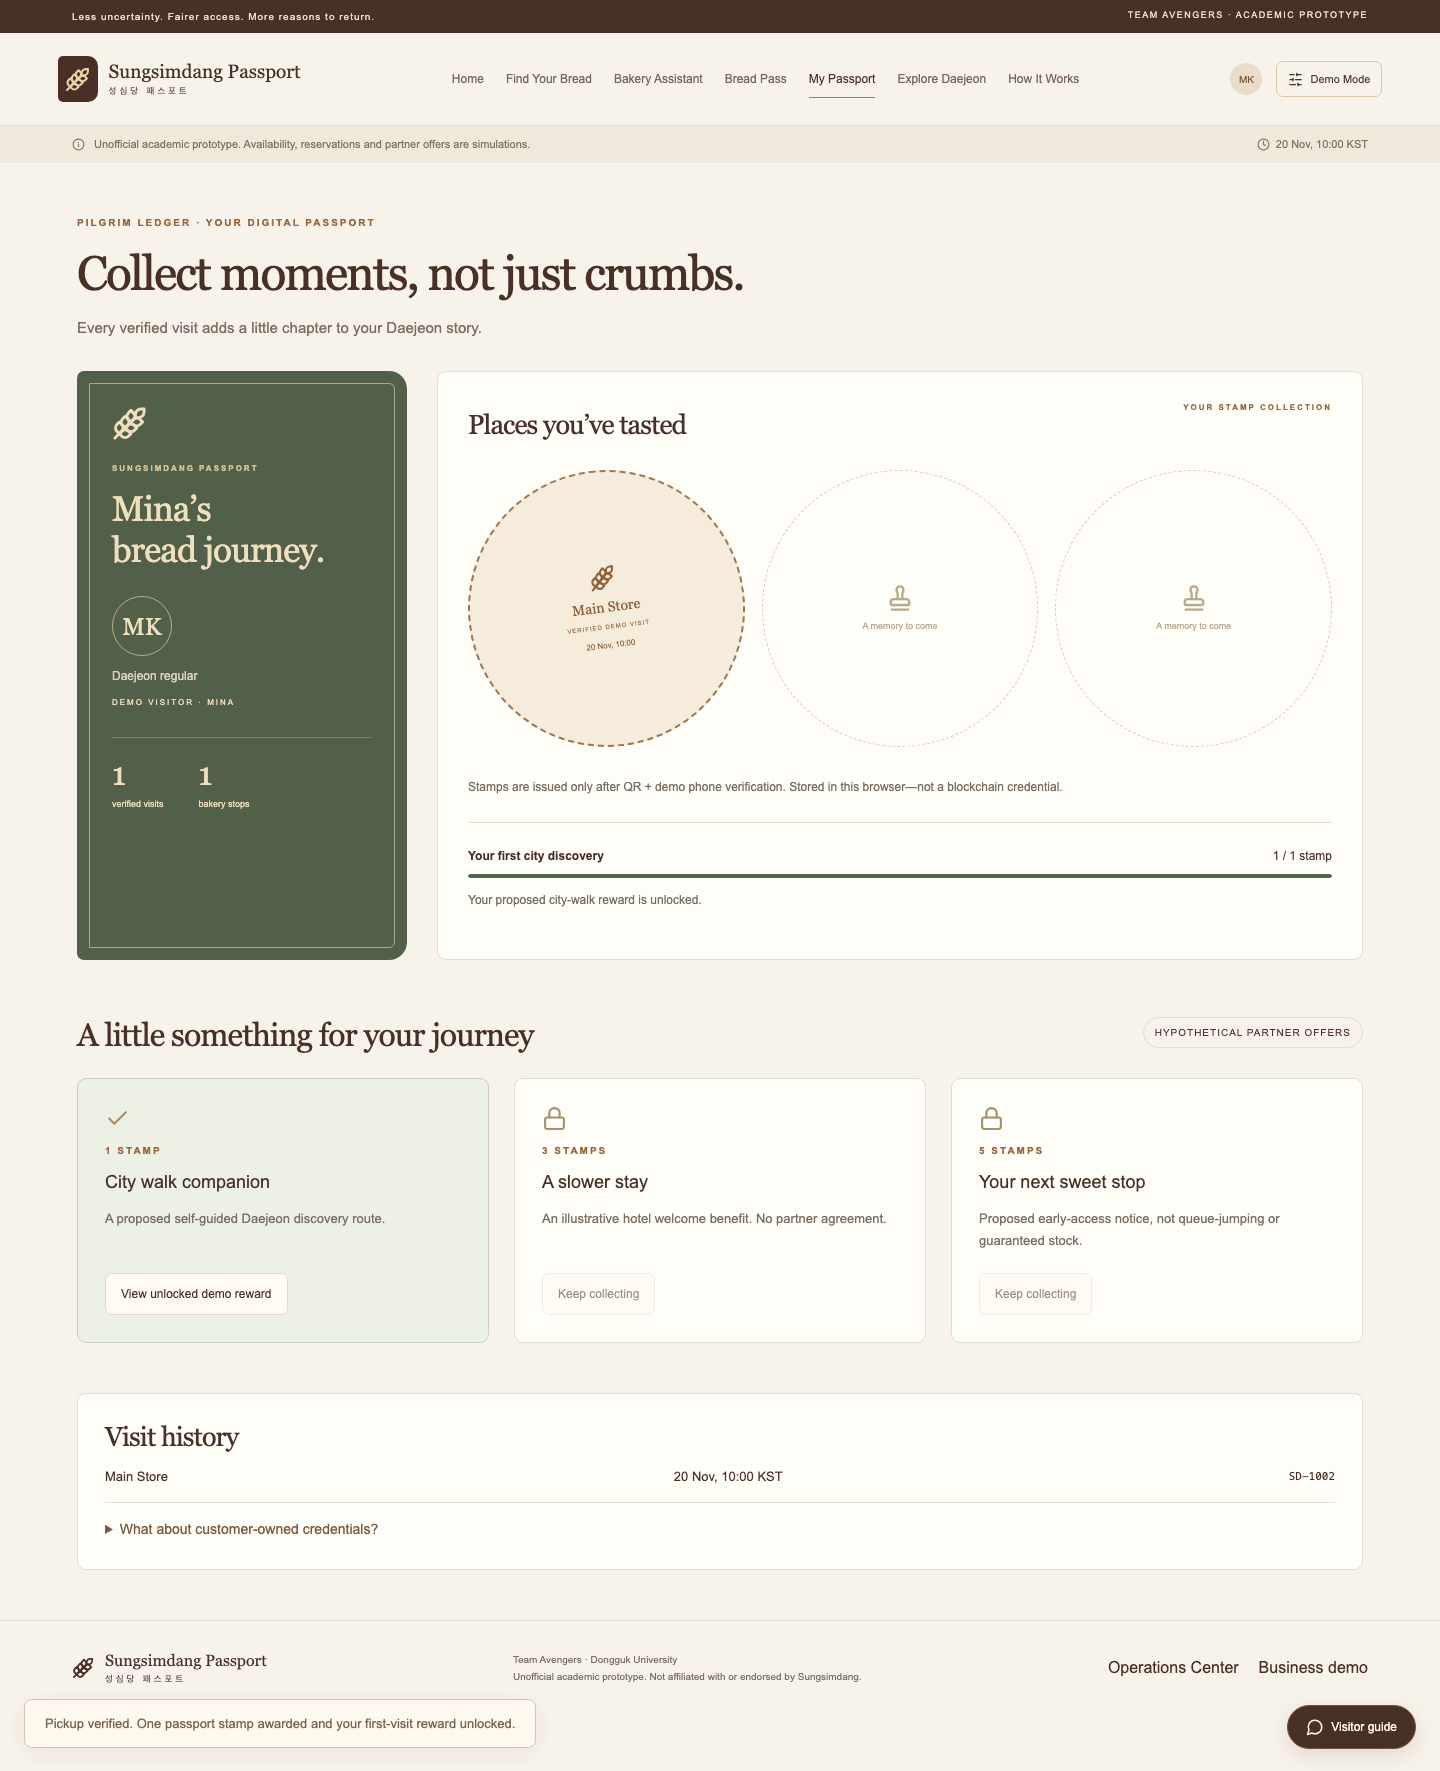 Less uncertainty. Fairer access. More reasons to return.
TEAM AVENGERS · ACADEMIC PROTOTYPE
Sungsimdang Passport
성심당 패스포트
Home
Find Your Bread
Bakery Assistant
Bread Pass
My Passport
Explore Daejeon
How It Works
MK
Demo Mode
Unofficial academic prototype. Availability, reservations and partner offers are simulations.
20 Nov, 10:00 KST
PILGRIM LEDGER · YOUR DIGITAL PASSPORT
Collect moments, not just crumbs.
Every verified visit adds a little chapter to your Daejeon story.
SUNGSIMDANG PASSPORT
Mina’s
bread journey.
MK
Daejeon regular
DEMO VISITOR · MINA
1
verified visits
1
bakery stops
Places you’ve tasted
YOUR STAMP COLLECTION
Main Store
VERIFIED DEMO VISIT
20 Nov, 10:00
A memory to come
A memory to come
Stamps are issued only after QR + demo phone verification. Stored in this browser—not a blockchain credential.
Your first city discovery
1 / 1 stamp
Your proposed city-walk reward is unlocked.
A little something for your journey
HYPOTHETICAL PARTNER OFFERS
1 STAMP
City walk companion
A proposed self-guided Daejeon discovery route.
View unlocked demo reward
3 STAMPS
A slower stay
An illustrative hotel welcome benefit. No partner agreement.
Keep collecting
5 STAMPS
Your next sweet stop
Proposed early-access notice, not queue-jumping or
guaranteed stock.
Keep collecting
Visit history
Main Store
20 Nov, 10:00 KST
SD-1002
What about customer-owned credentials?
Sungsimdang Passport
성심당 패스포트
Team Avengers · Dongguk University
Unofficial academic prototype. Not affiliated with or endorsed by Sungsimdang.
Operations Center
Business demo
Pickup verified. One passport stamp awarded and your first-visit reward unlocked.
Visitor guide